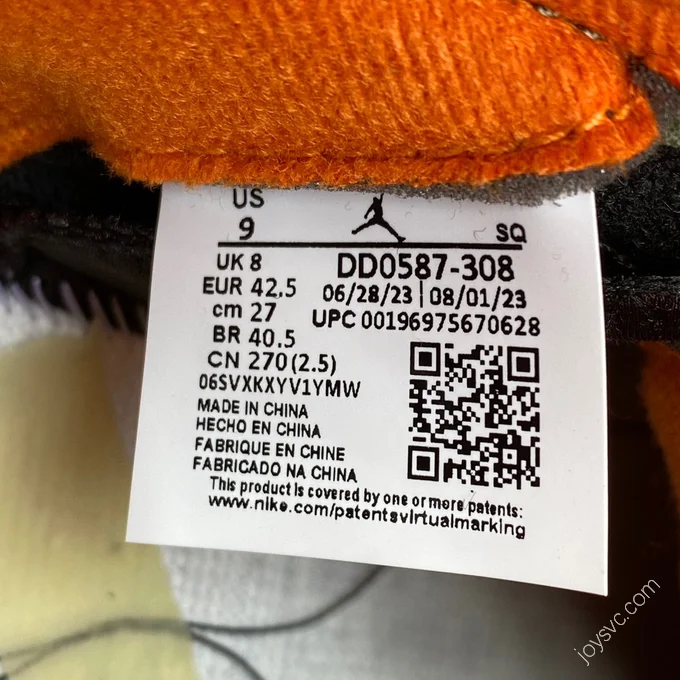 US
9
SQ
UK 8
DD0587-308
EUR 42.5
06/28/23 | 08/01/23
cm 27
UPC 00196975670628
BR 40.5
CN 270 (2.5)
06SVXKXYV1YMW
MADE IN CHINA
HECHO EN CHINA
FABRIQUE EN CHINE
FABRICADO NA CHINA
This product is covered by one or more patents:
www.nike.com/patentsvirtualmarking
joysvc.com